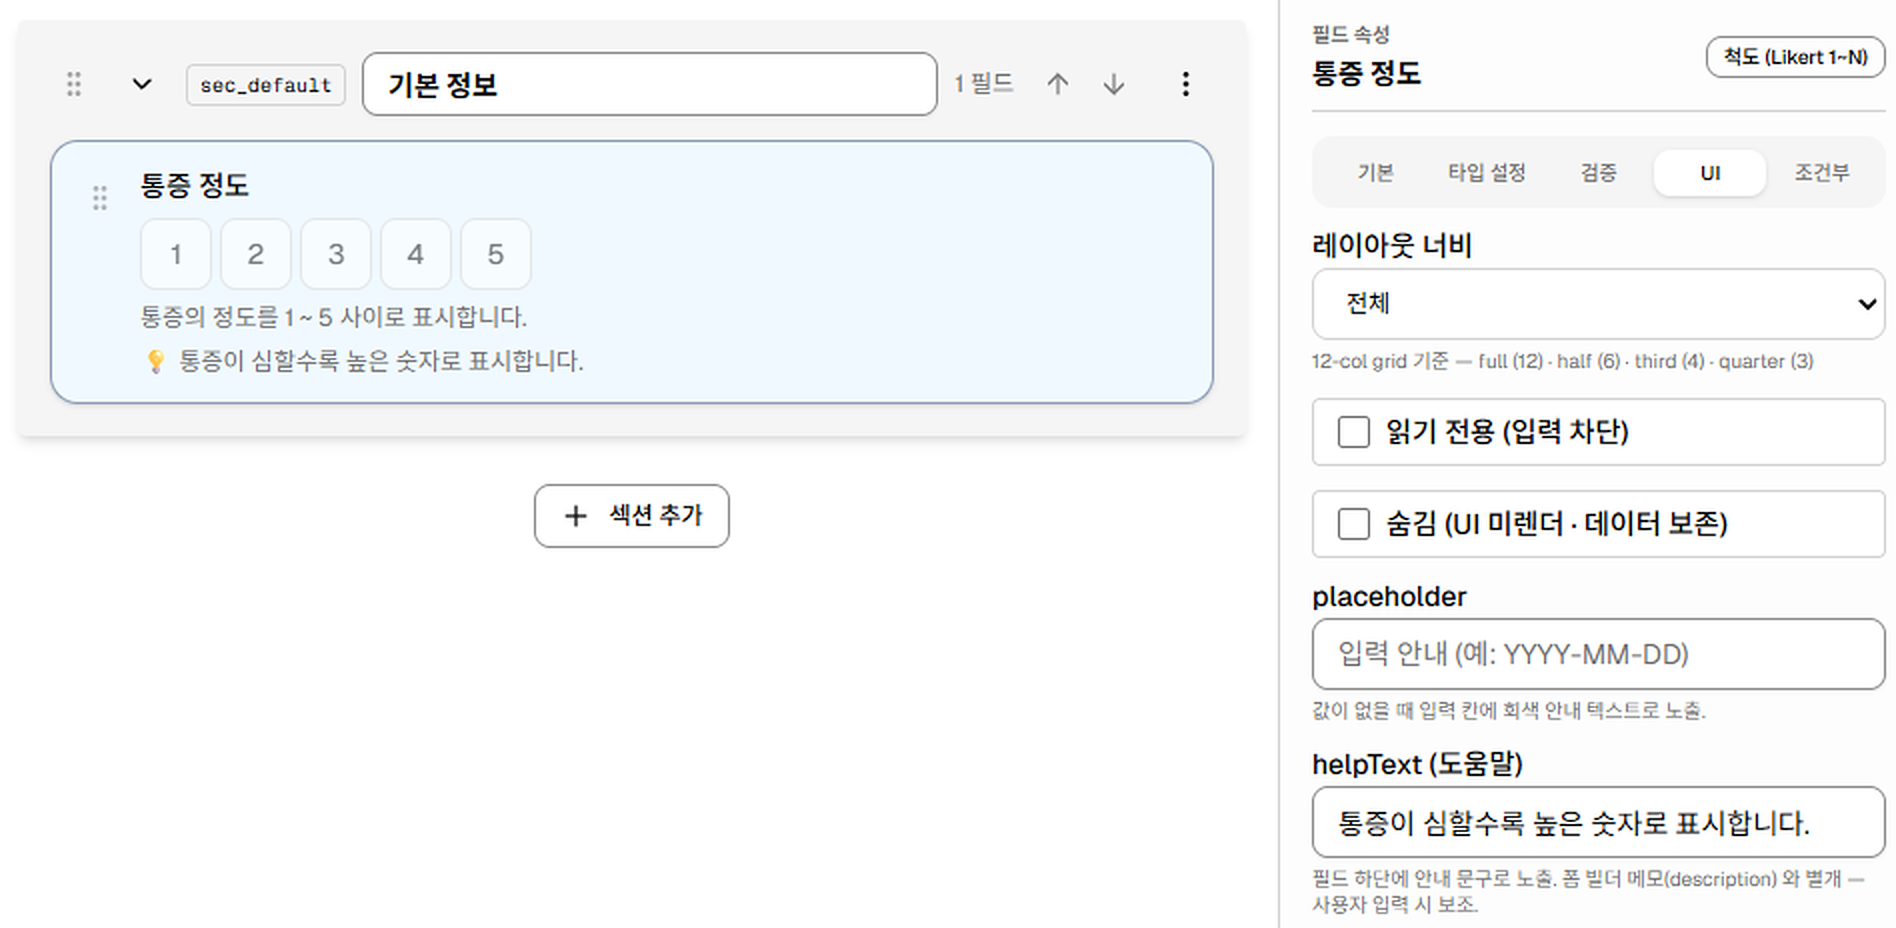 sec_default
기본 정보
1 필드
통증 정도
1 2 3 4 5
통증의 정도를 1 ~ 5 사이로 표시합니다.
💡 통증이 심할수록 높은 숫자로 표시합니다.
섹션 추가
필드 속성
통증 정도
척도 (Likert 1~N)
기본 타입 설정 검증 UI 조건부
레이아웃 너비
전체
12-col grid 기준 — full (12) · half (6) · third (4) · quarter (3)
읽기 전용 (입력 차단)
숨김 (UI 미렌더 · 데이터 보존)
placeholder
입력 안내 (예: YYYY-MM-DD)
값이 없을 때 입력 칸에 회색 안내 텍스트로 노출.
helpText (도움말)
통증이 심할수록 높은 숫자로 표시합니다.
필드 하단에 안내 문구로 노출. 폼 빌더 메모(description) 와 별개 —
사용자 입력 시 보조.